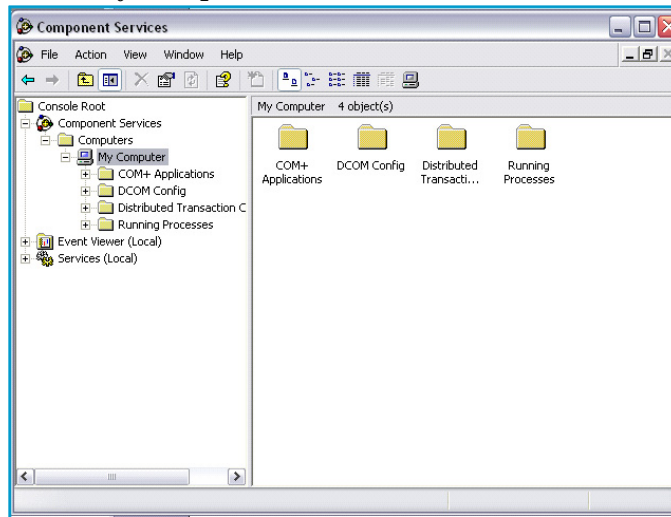 Component Services
File Action View Window Help
Console Root
Component Services
Computers
My Computer
COM+ Applications
DCOM Config
Distributed Transaction C
Running Processes
Event Viewer (Local)
Services (Local)
My Computer 4 object(s)
COM+
Applications
DCOM Config
Distributed
Transacti...
Running
Processes